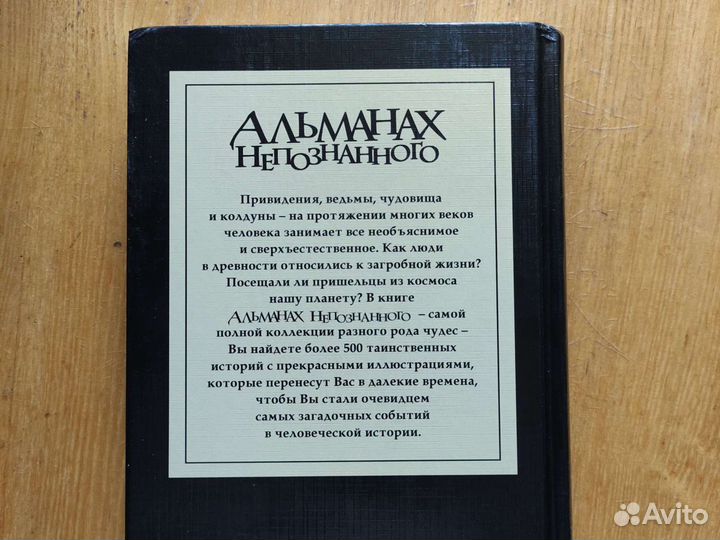 Альманах
Непознанного
Привидения, ведьмы, чудовища
и колдуны – на протяжении многих веков
человека занимает все необъяснимое
и сверхъестественное. Как люди
в древности относились к загробной жизни?
Посещали ли пришельцы из космоса
нашу планету? В книге
Альманах Непознанного – самой
полной коллекции разного рода чудес –
Вы найдете более 500 таинственных
историй с прекрасными иллюстрациями,
которые перенесут Вас в далекие времена,
чтобы Вы стали очевидцем
самых загадочных событий
в человеческой истории.
Avito